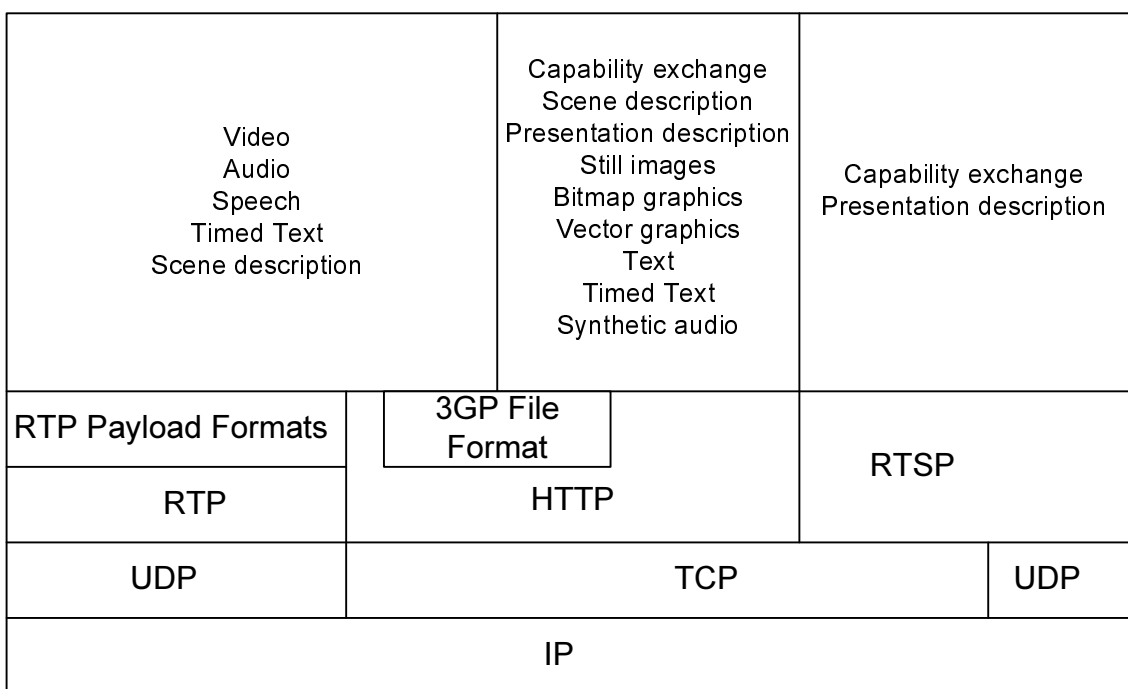 Video
Audio
Speech
Timed Text
Scene description
Capability exchange
Scene description
Presentation description
Still images
Bitmap graphics
Vector graphics
Text
Timed Text
Synthetic audio
Capability exchange
Presentation description
RTP Payload Formats
3GP File
Format
RTSP
RTP
HTTP
UDP
TCP
UDP
IP